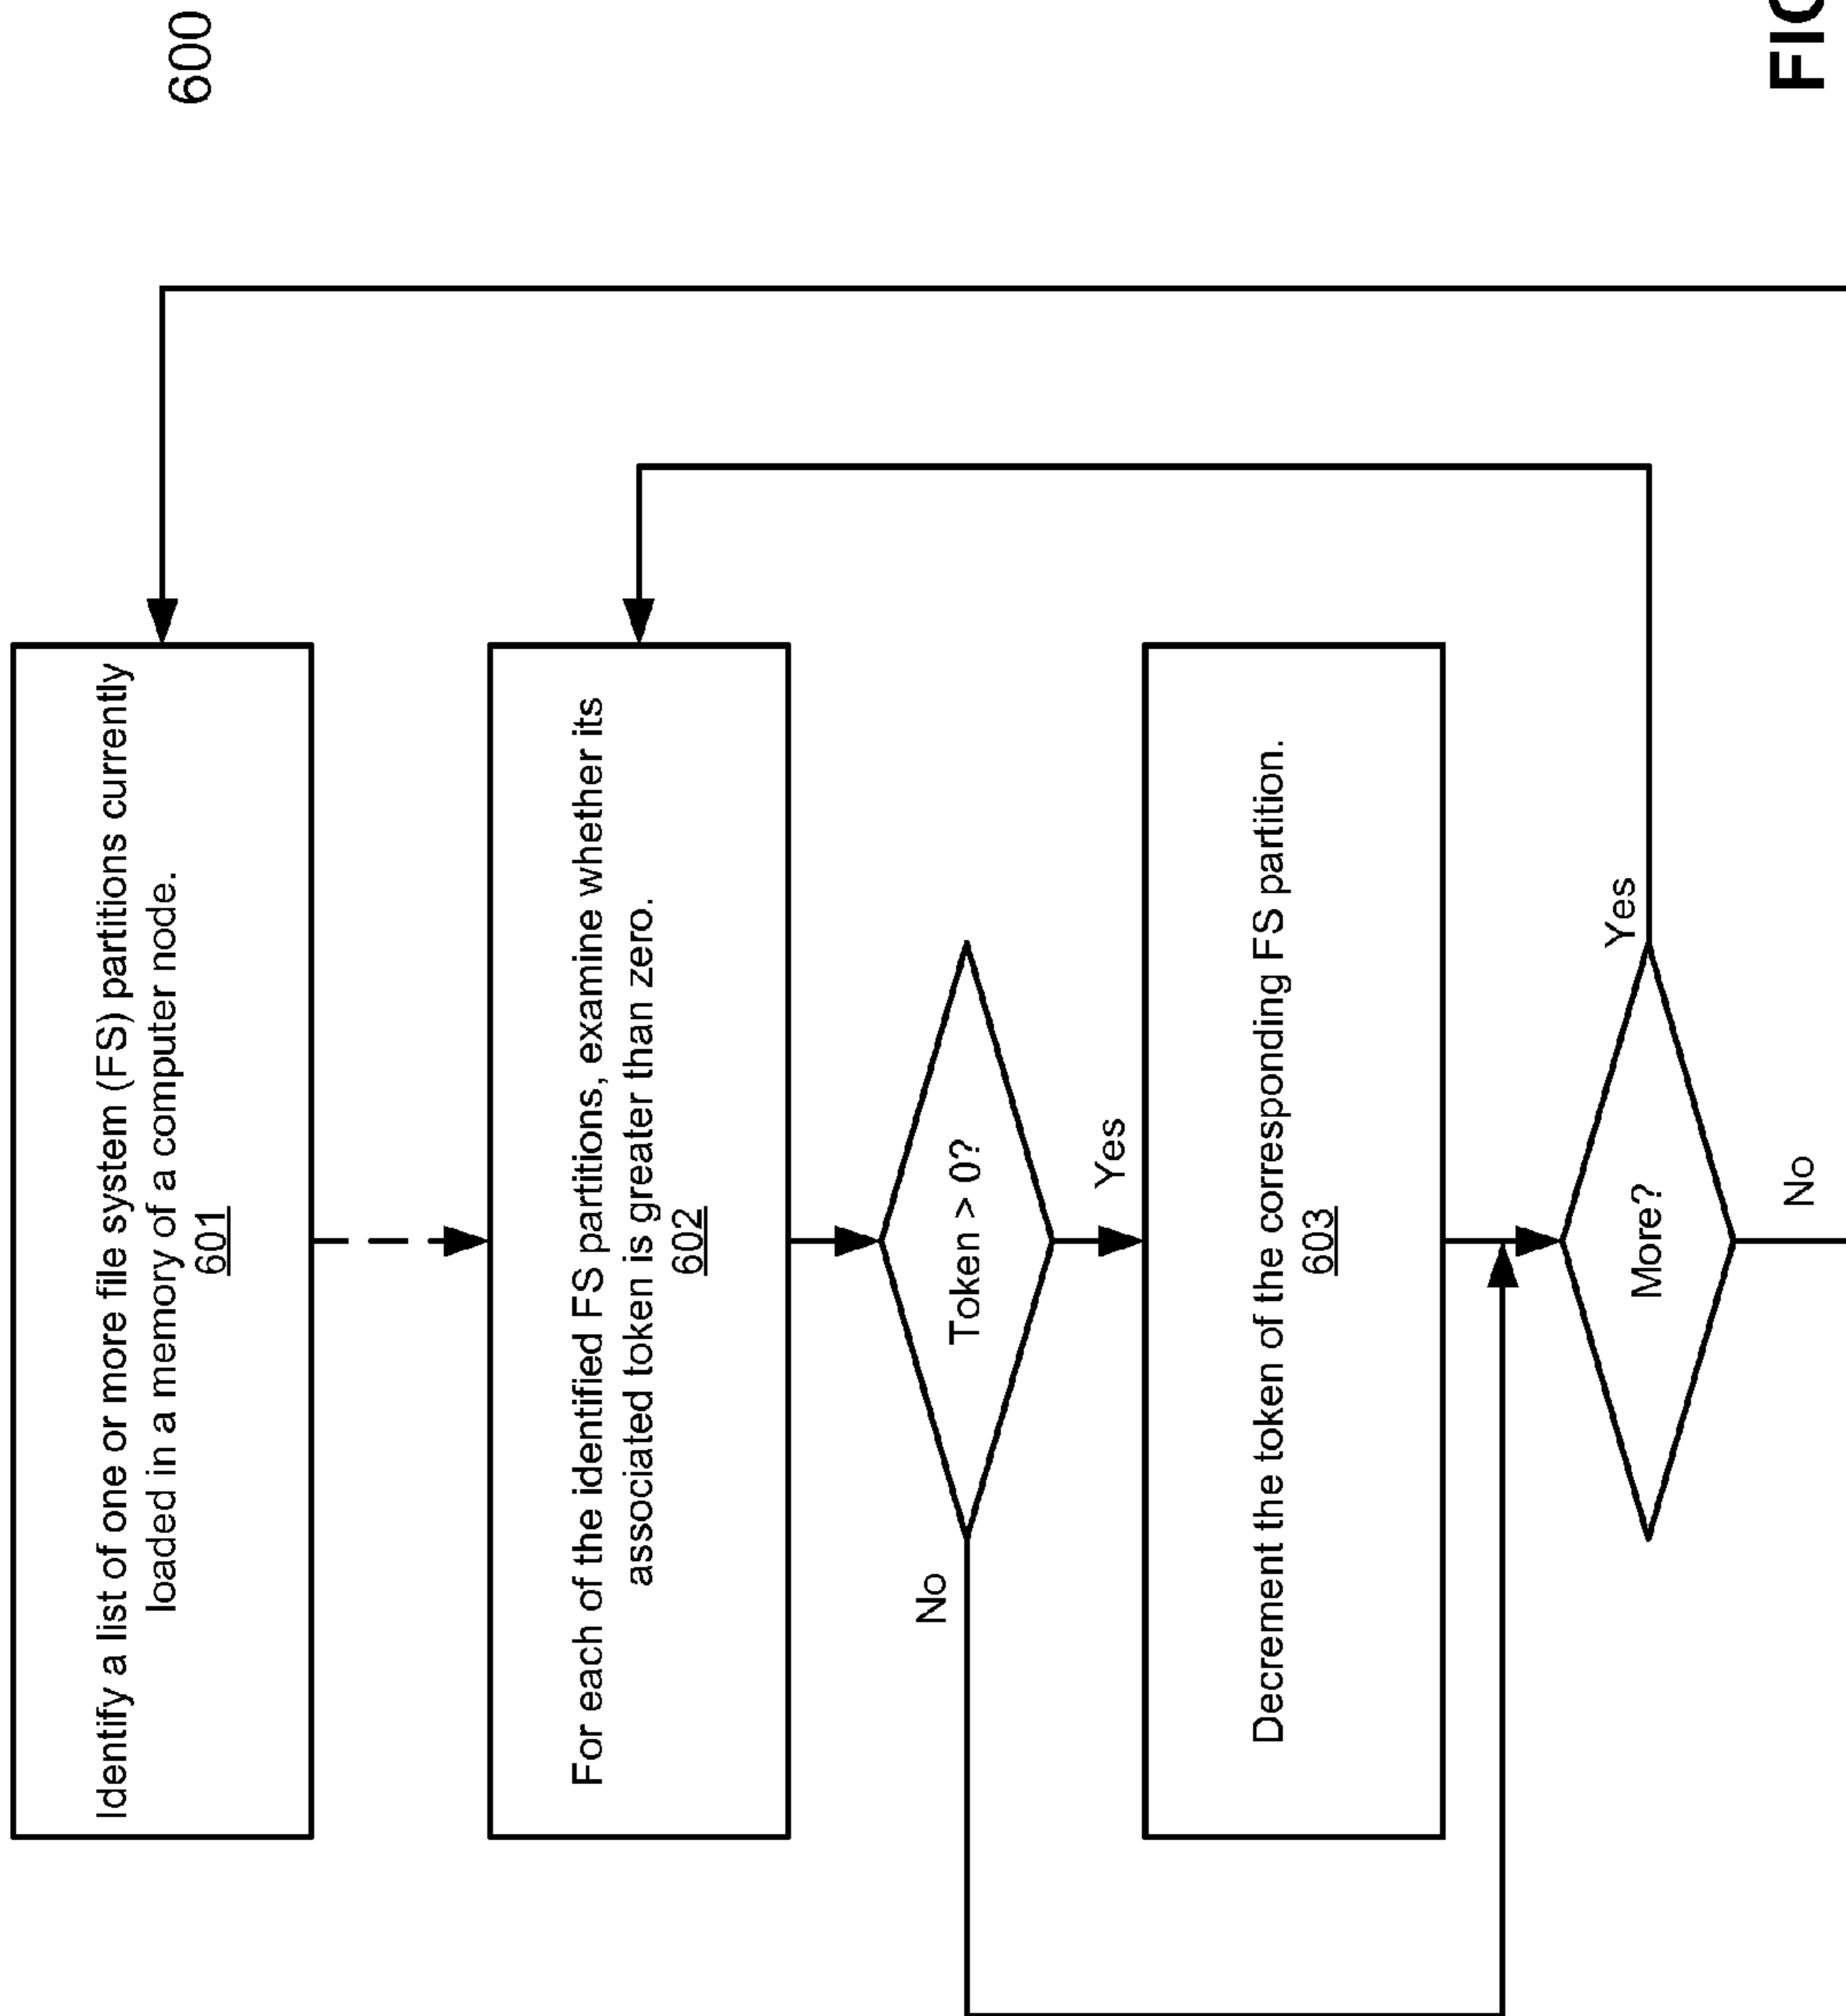 600
Identify a list of one or more file system (FS) partitions currently
loaded in a memory of a computer node.
601
For each of the identified FS partitions, examine whether its
associated token is greater than zero.
602
Token > 0?
No
Yes
Decrement the token of the corresponding FS partition.
603
More?
Yes
No